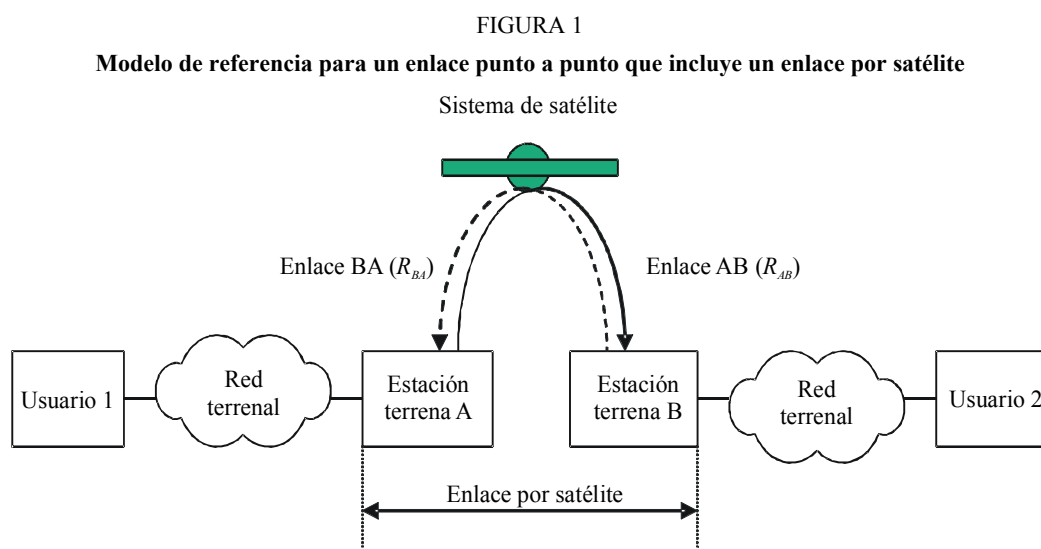 FIGURA 1
Modelo de referencia para un enlace punto a punto que incluye un enlace por satélite
Sistema de satélite
Enlace BA (R_BA)
Enlace AB (R_AB)
Usuario 1
Red
terrenal
Estación
terrena A
Estación
terrena B
Red
terrenal
Usuario 2
Enlace por satélite